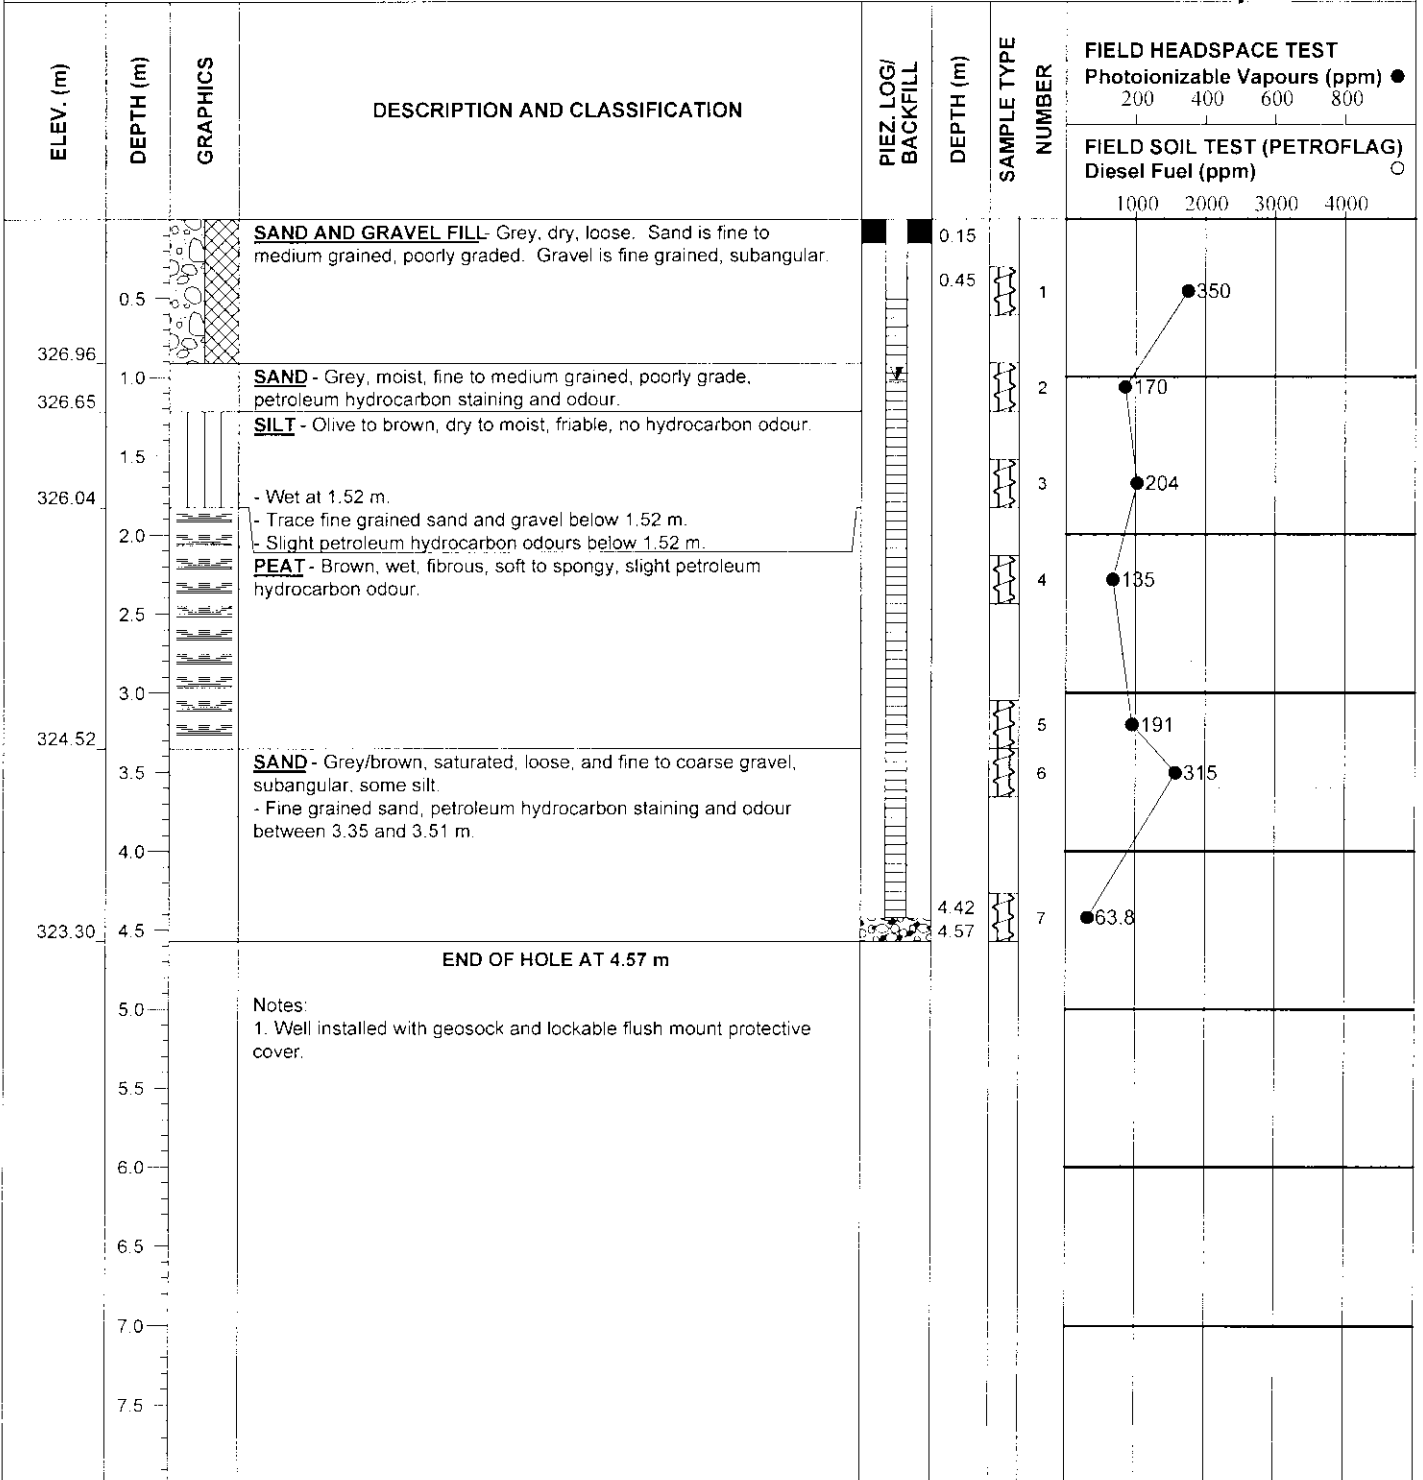 ELEV. (m)
DEPTH (m)
GRAPHICS
DESCRIPTION AND CLASSIFICATION
PIEZ. LOG/
BACKFILL
DEPTH (m)
SAMPLE TYPE
NUMBER
FIELD HEADSPACE TEST
Photoionizable Vapours (ppm)
200 400 600 800
FIELD SOIL TEST (PETROFLAG)
Diesel Fuel (ppm)
1000 2000 3000 4000
SAND AND GRAVEL FILL- Grey, dry, loose. Sand is fine to
medium grained, poorly graded. Gravel is fine grained, subangular.
0.15
0.45
0.5
1
350
326.96
1.0
SAND - Grey, moist, fine to medium grained, poorly grade,
petroleum hydrocarbon staining and odour.
2
170
326.65
SILT - Olive to brown, dry to moist, friable, no hydrocarbon odour.
1.5
3
204
326.04
- Wet at 1.52 m.
- Trace fine grained sand and gravel below 1.52 m.
2.0
- Slight petroleum hydrocarbon odours below 1.52 m.
PEAT - Brown, wet, fibrous, soft to spongy, slight petroleum
hydrocarbon odour.
4
135
2.5
3.0
5
191
324.52
SAND - Grey/brown, saturated, loose, and fine to coarse gravel,
subangular, some silt.
3.5
6
315
- Fine grained sand, petroleum hydrocarbon staining and odour
between 3.35 and 3.51 m.
4.0
4.42
7
63.8
323.30
4.5
4.57
END OF HOLE AT 4.57 m
5.0
Notes:
1. Well installed with geosock and lockable flush mount protective
cover.
5.5
6.0
6.5
7.0
7.5